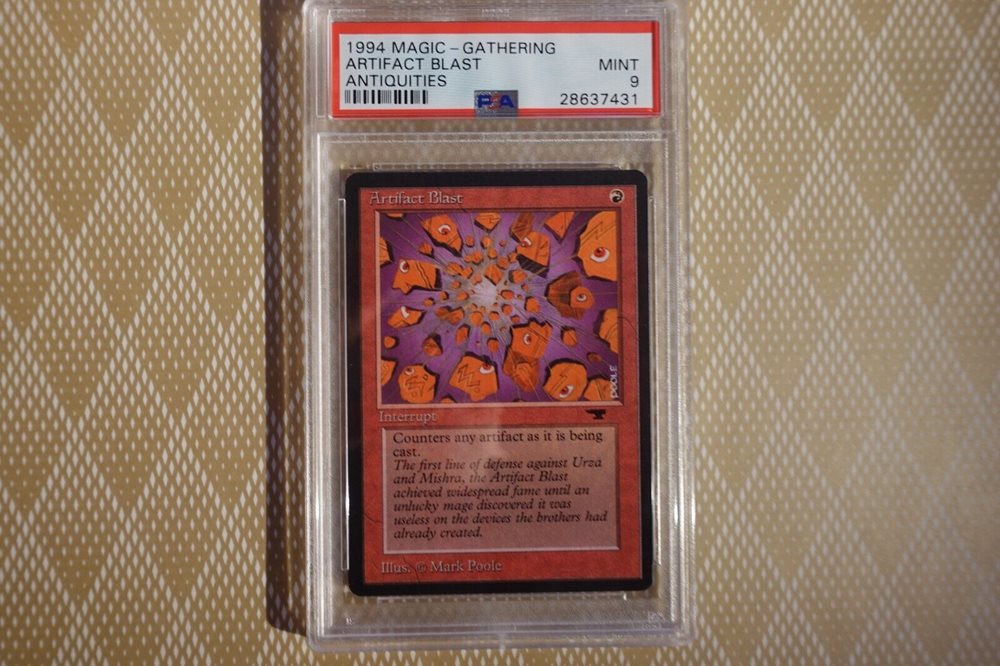 1994 MAGIC - GATHERING
ARTIFACT BLAST MINT
ANTIQUITIES 9
PSA 28637431
Artifact Blast
POOLE
Interrupt
Counters any artifact as it is being
cast.
The first line of defense against Urza
and Mishra, the Artifact Blast
achieved widespread fame until an
unlucky mage discovered it was
useless on the devices the brothers had
already created.
Illus. © Mark Poole